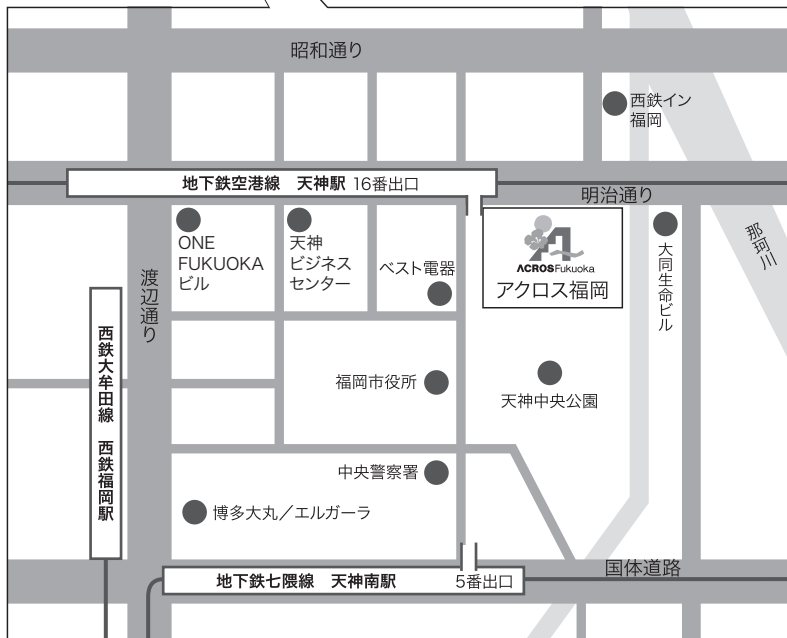 昭和通り
西鉄イン
福岡
地下鉄空港線　天神駅 16番出口
明治通り
ONE
FUKUOKA
ビル
天神
ビジネス
センター
ベスト電器
ACROS Fukuoka
アクロス福岡
大同生命ビル
那珂川
渡辺通り
西鉄大牟田線　西鉄福岡駅
福岡市役所
天神中央公園
中央警察署
博多大丸／エルガーラ
国体道路
地下鉄七隈線　天神南駅　5番出口